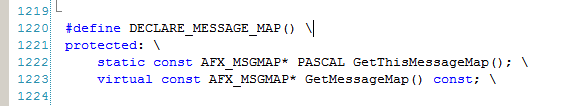 1219
1220 #define DECLARE_MESSAGE_MAP() \
1221 protected: \
1222     static const AFX_MSGMAP* PASCAL GetThisMessageMap(); \
1223     virtual const AFX_MSGMAP* GetMessageMap() const; \
1224